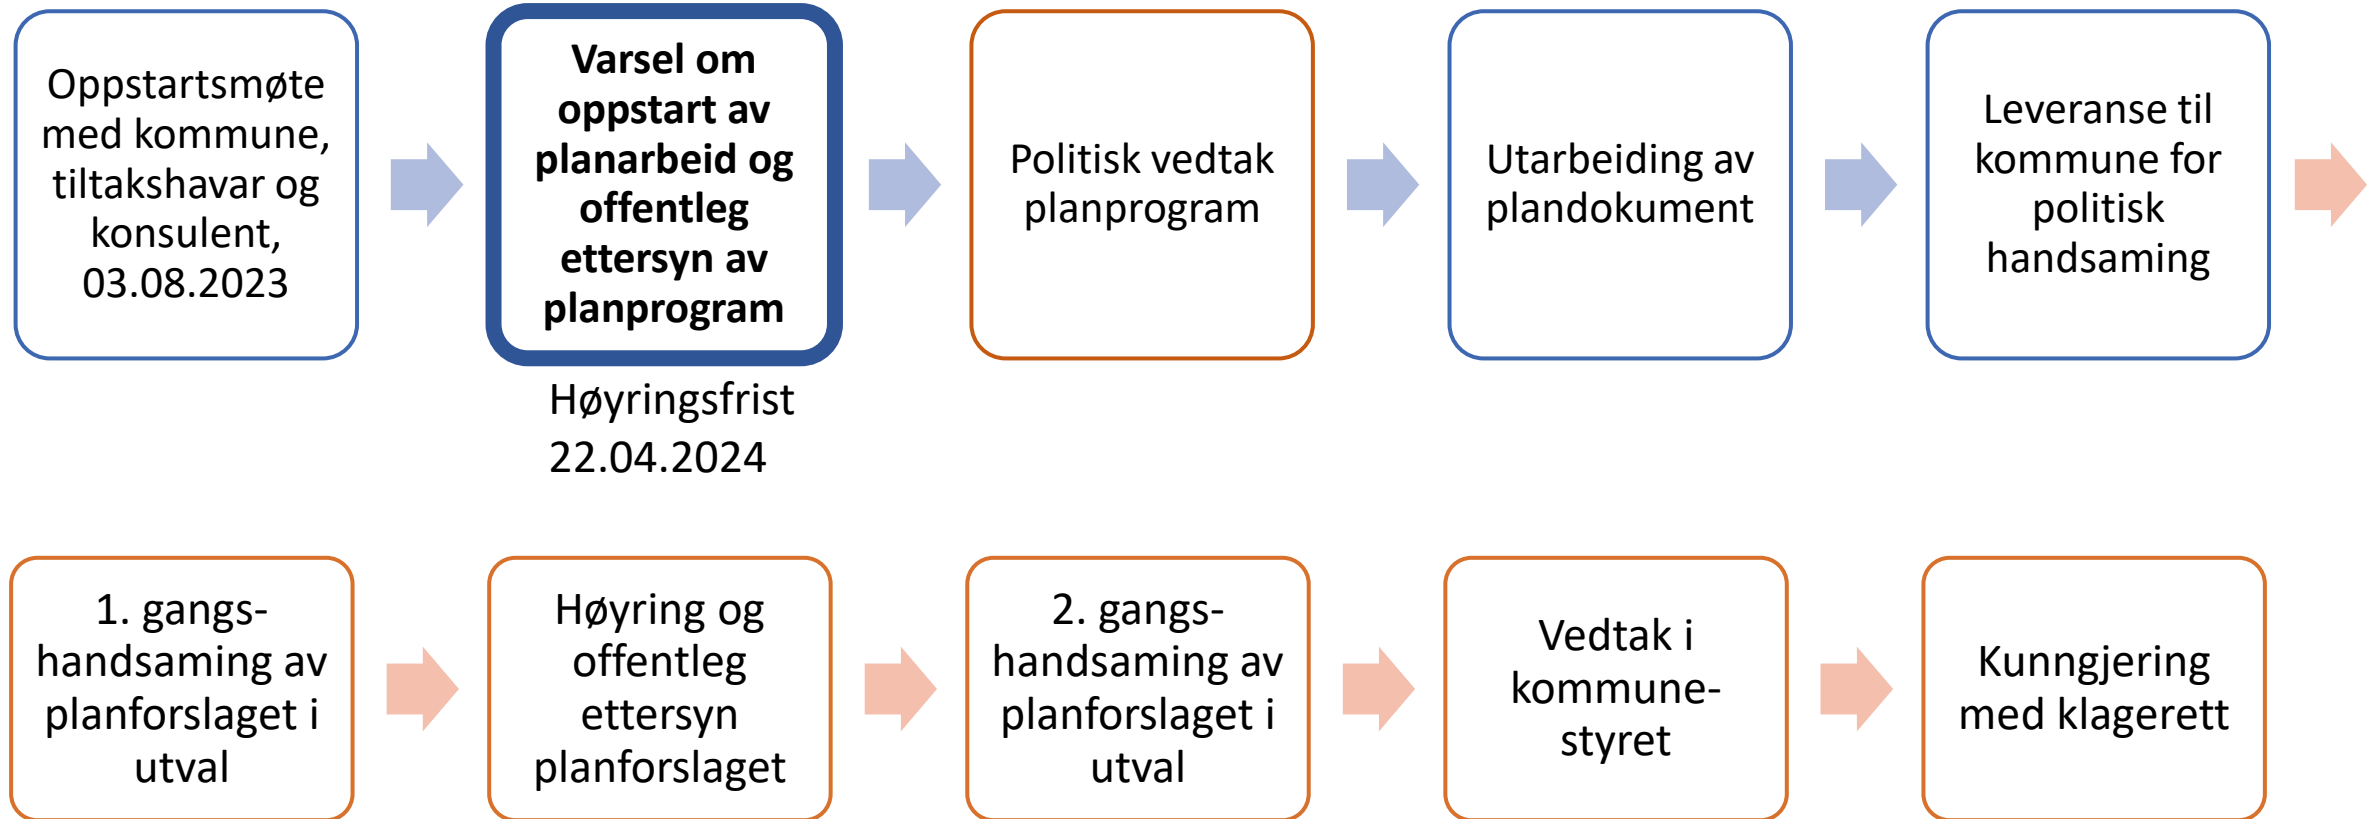 Oppstartsmøte
med kommune,
tiltakshavar og
konsulent,
03.08.2023
Varsel om
oppstart av
planarbeid og
offentleg
ettersyn av
planprogram
Høyringsfrist
22.04.2024
Politisk vedtak
planprogram
Utarbeiding av
plandokument
Leveranse til
kommune for
politisk
handsaming
1. gangs-
handsaming av
planforslaget i
utval
Høyring og
offentleg
ettersyn
planforslaget
2. gangs-
handsaming av
planforslaget i
utval
Vedtak i
kommune-
styret
Kunngjering
med klagerett